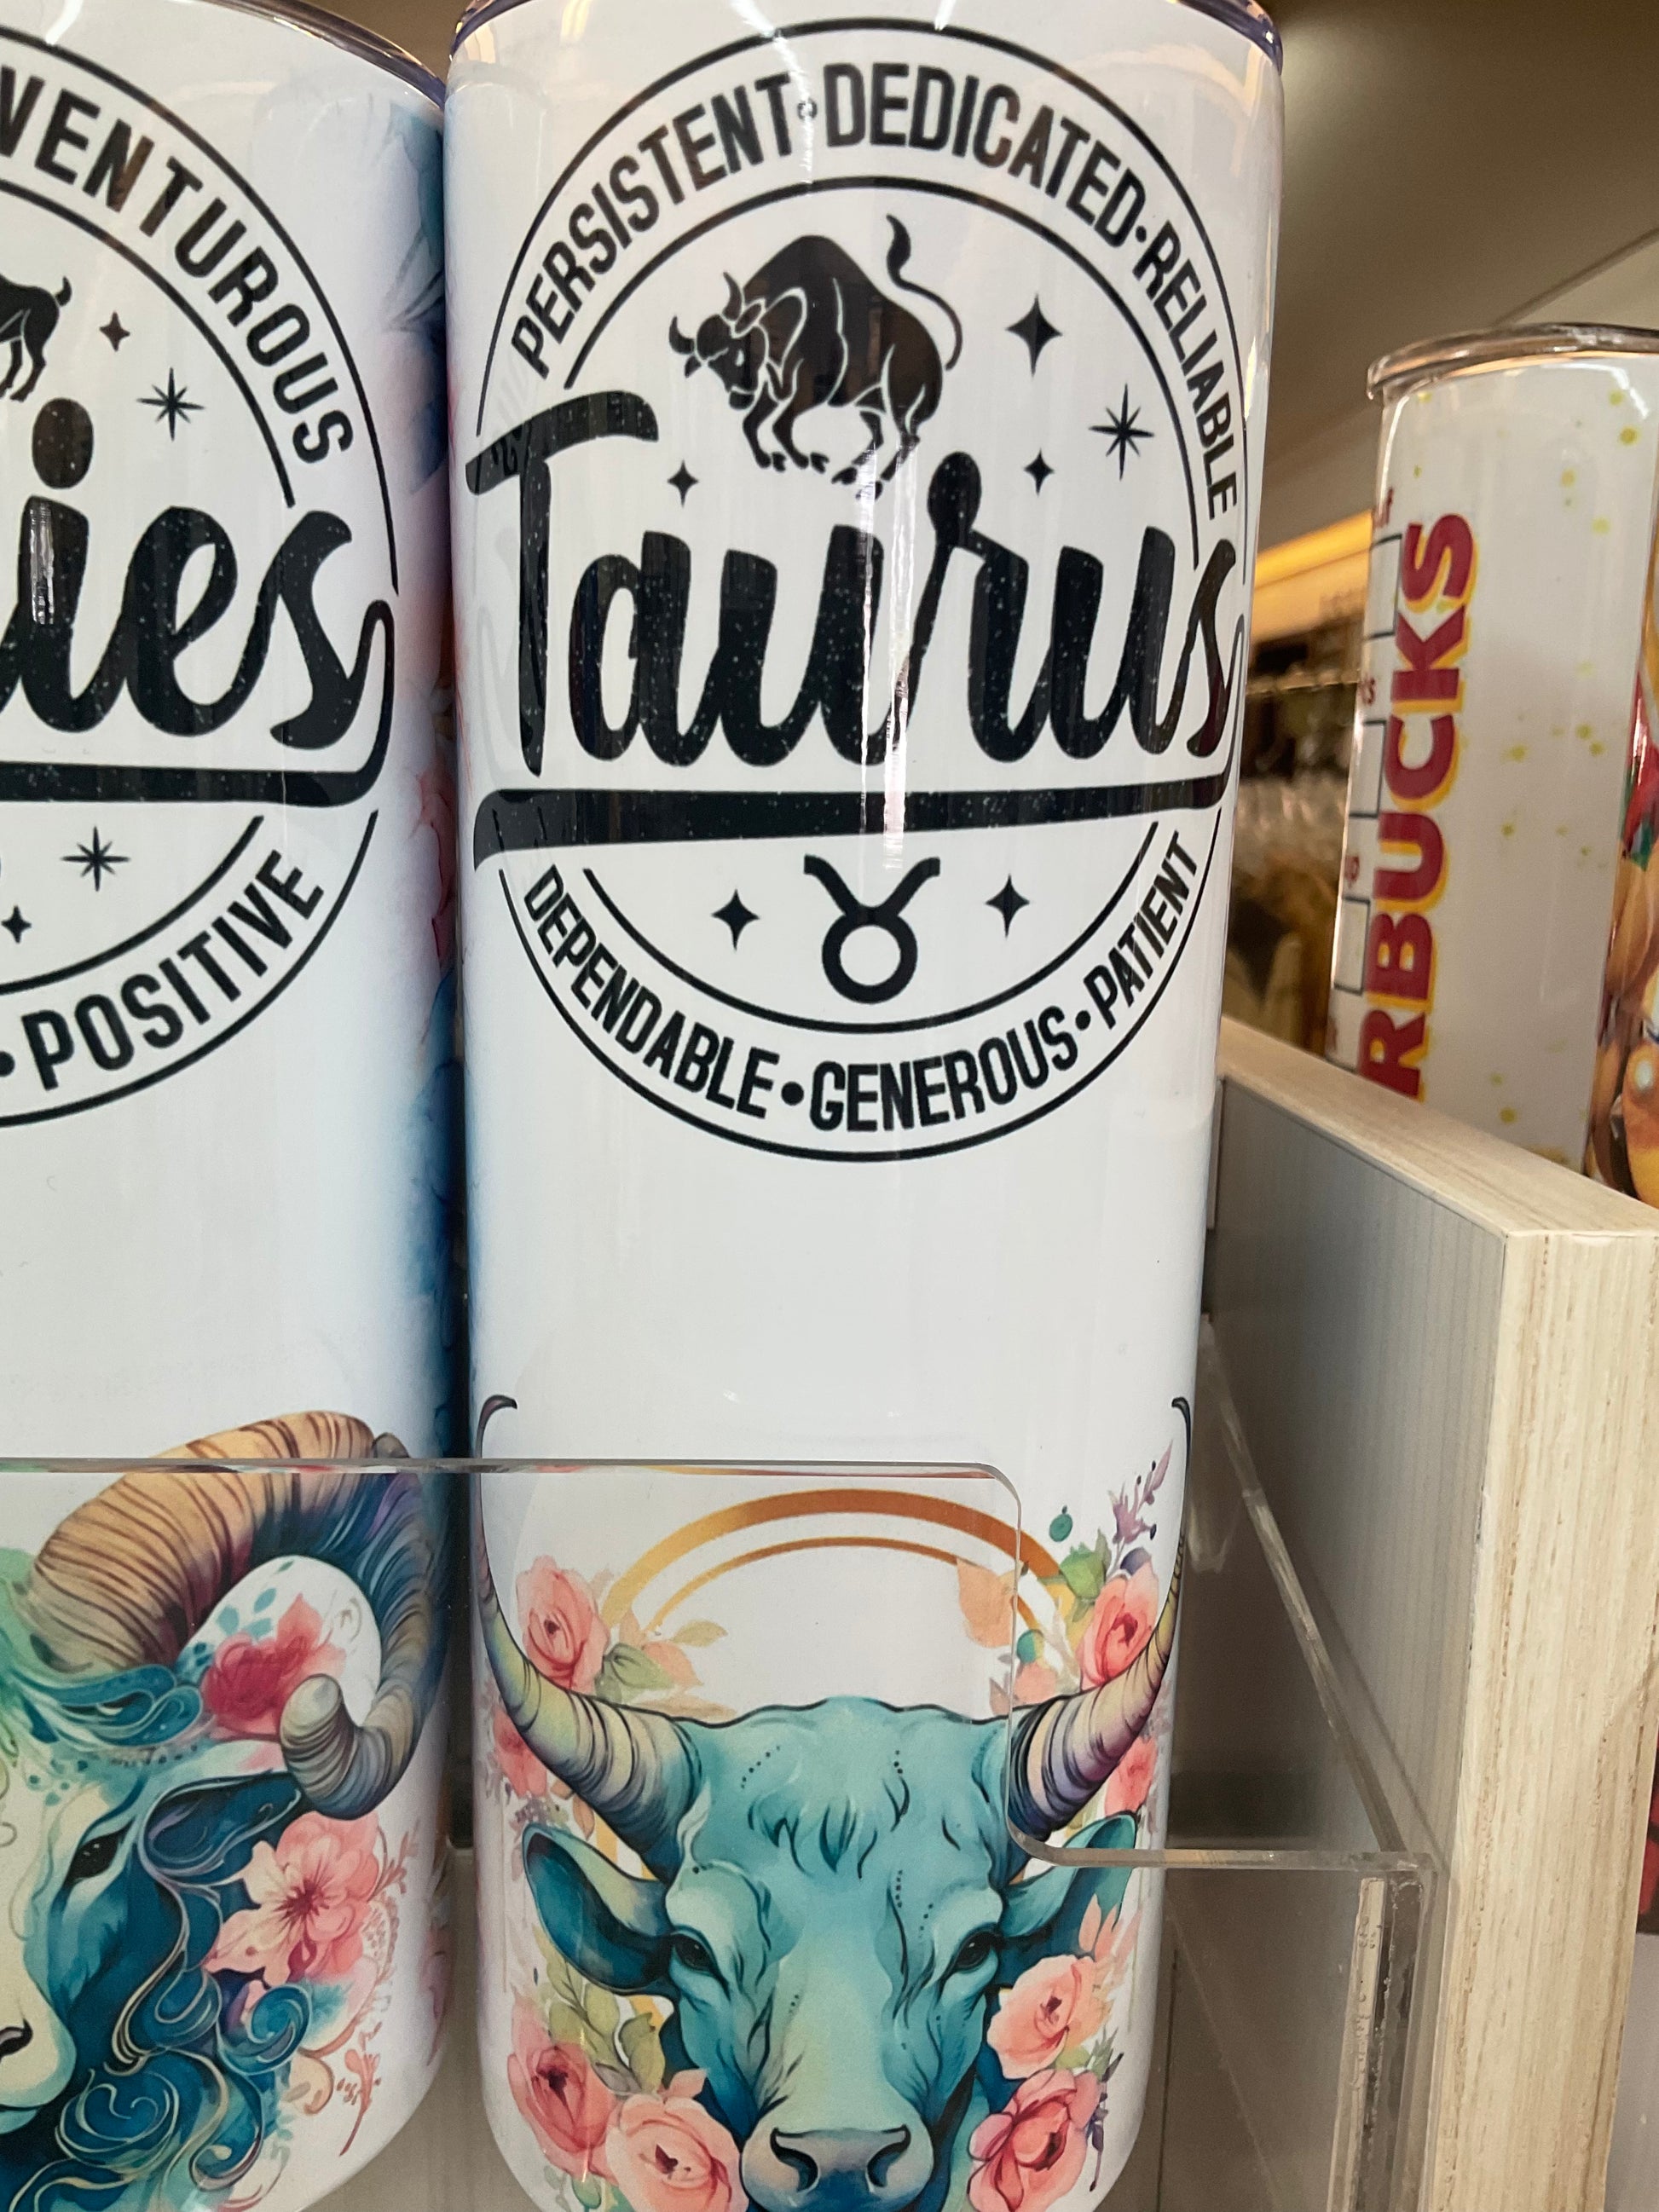 VENTUROUS
ies
POSITIVE
PERSISTENT•DEDICATED•RELIABLE
Taurus
DEPENDABLE•GENEROUS•PATIENT
RBUCKS